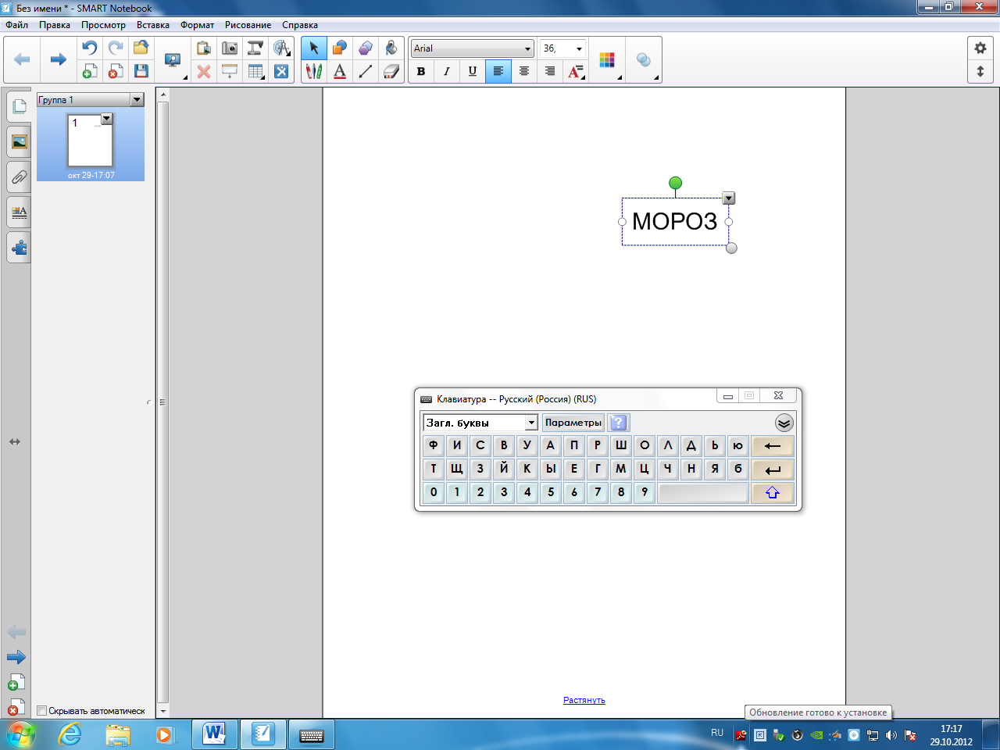 Без имени * - SMART Notebook
Файл Правка Просмотр Вставка Формат Рисование Справка
Arial 36,
B I U A
Группа 1
1
окт 29-17:07
МОРОЗ
Клавиатура -- Русский (Россия) (RUS)
Загл. буквы Параметры ?
Ф И С В У А П Р Ш О Л Д Ь ю
Т Щ З Й К Ы Е Г М Ц Ч Н Я б
0 1 2 3 4 5 6 7 8 9
Растянуть
Скрывать автоматическ
Обновление готово к установке
RU 17:17
29.10.2012